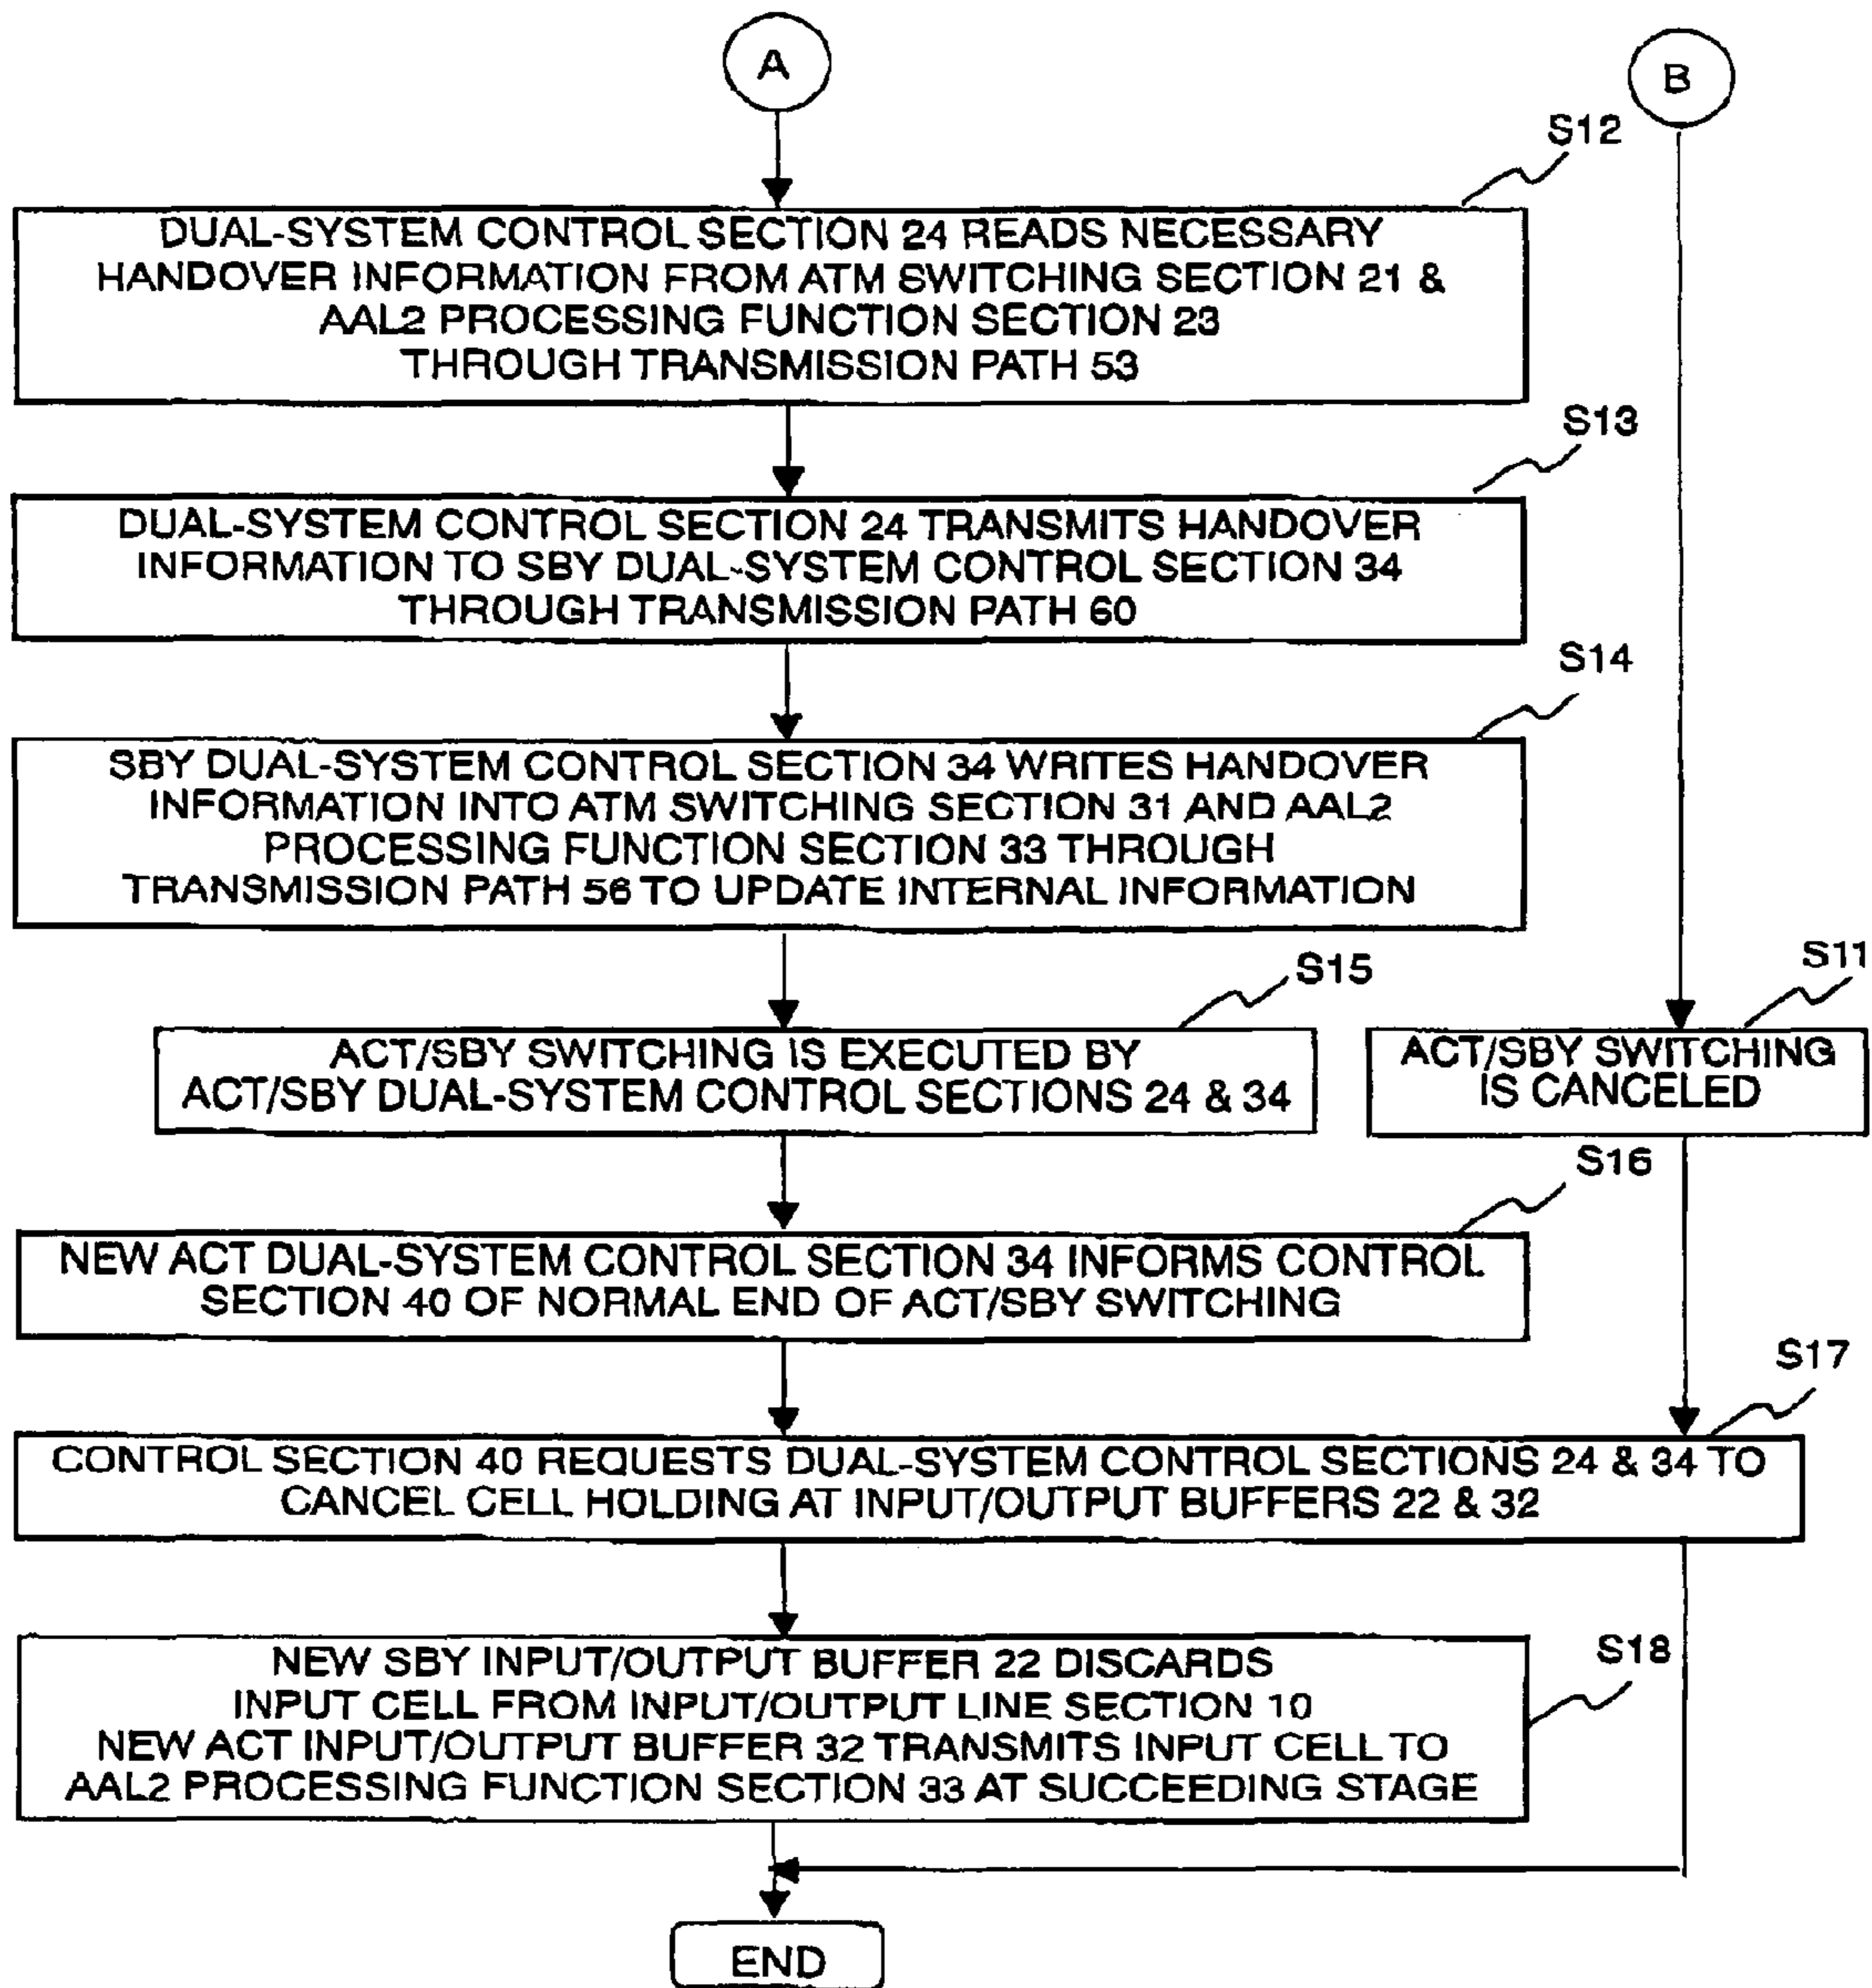 A
B
S12
DUAL-SYSTEM CONTROL SECTION 24 READS NECESSARY
HANDOVER INFORMATION FROM ATM SWITCHING SECTION 21 &
AAL2 PROCESSING FUNCTION SECTION 23
THROUGH TRANSMISSION PATH 53
S13
DUAL-SYSTEM CONTROL SECTION 24 TRANSMITS HANDOVER
INFORMATION TO SBY DUAL-SYSTEM CONTROL SECTION 34
THROUGH TRANSMISSION PATH 60
S14
SBY DUAL-SYSTEM CONTROL SECTION 34 WRITES HANDOVER
INFORMATION INTO ATM SWITCHING SECTION 31 AND AAL2
PROCESSING FUNCTION SECTION 33 THROUGH
TRANSMISSION PATH 56 TO UPDATE INTERNAL INFORMATION
S15
ACT/SBY SWITCHING IS EXECUTED BY
ACT/SBY DUAL-SYSTEM CONTROL SECTIONS 24 & 34
S11
ACT/SBY SWITCHING
IS CANCELED
S16
NEW ACT DUAL-SYSTEM CONTROL SECTION 34 INFORMS CONTROL
SECTION 40 OF NORMAL END OF ACT/SBY SWITCHING
S17
CONTROL SECTION 40 REQUESTS DUAL-SYSTEM CONTROL SECTIONS 24 & 34 TO
CANCEL CELL HOLDING AT INPUT/OUTPUT BUFFERS 22 & 32
S18
NEW SBY INPUT/OUTPUT BUFFER 22 DISCARDS
INPUT CELL FROM INPUT/OUTPUT LINE SECTION 10
NEW ACT INPUT/OUTPUT BUFFER 32 TRANSMITS INPUT CELL TO
AAL2 PROCESSING FUNCTION SECTION 33 AT SUCCEEDING STAGE
END